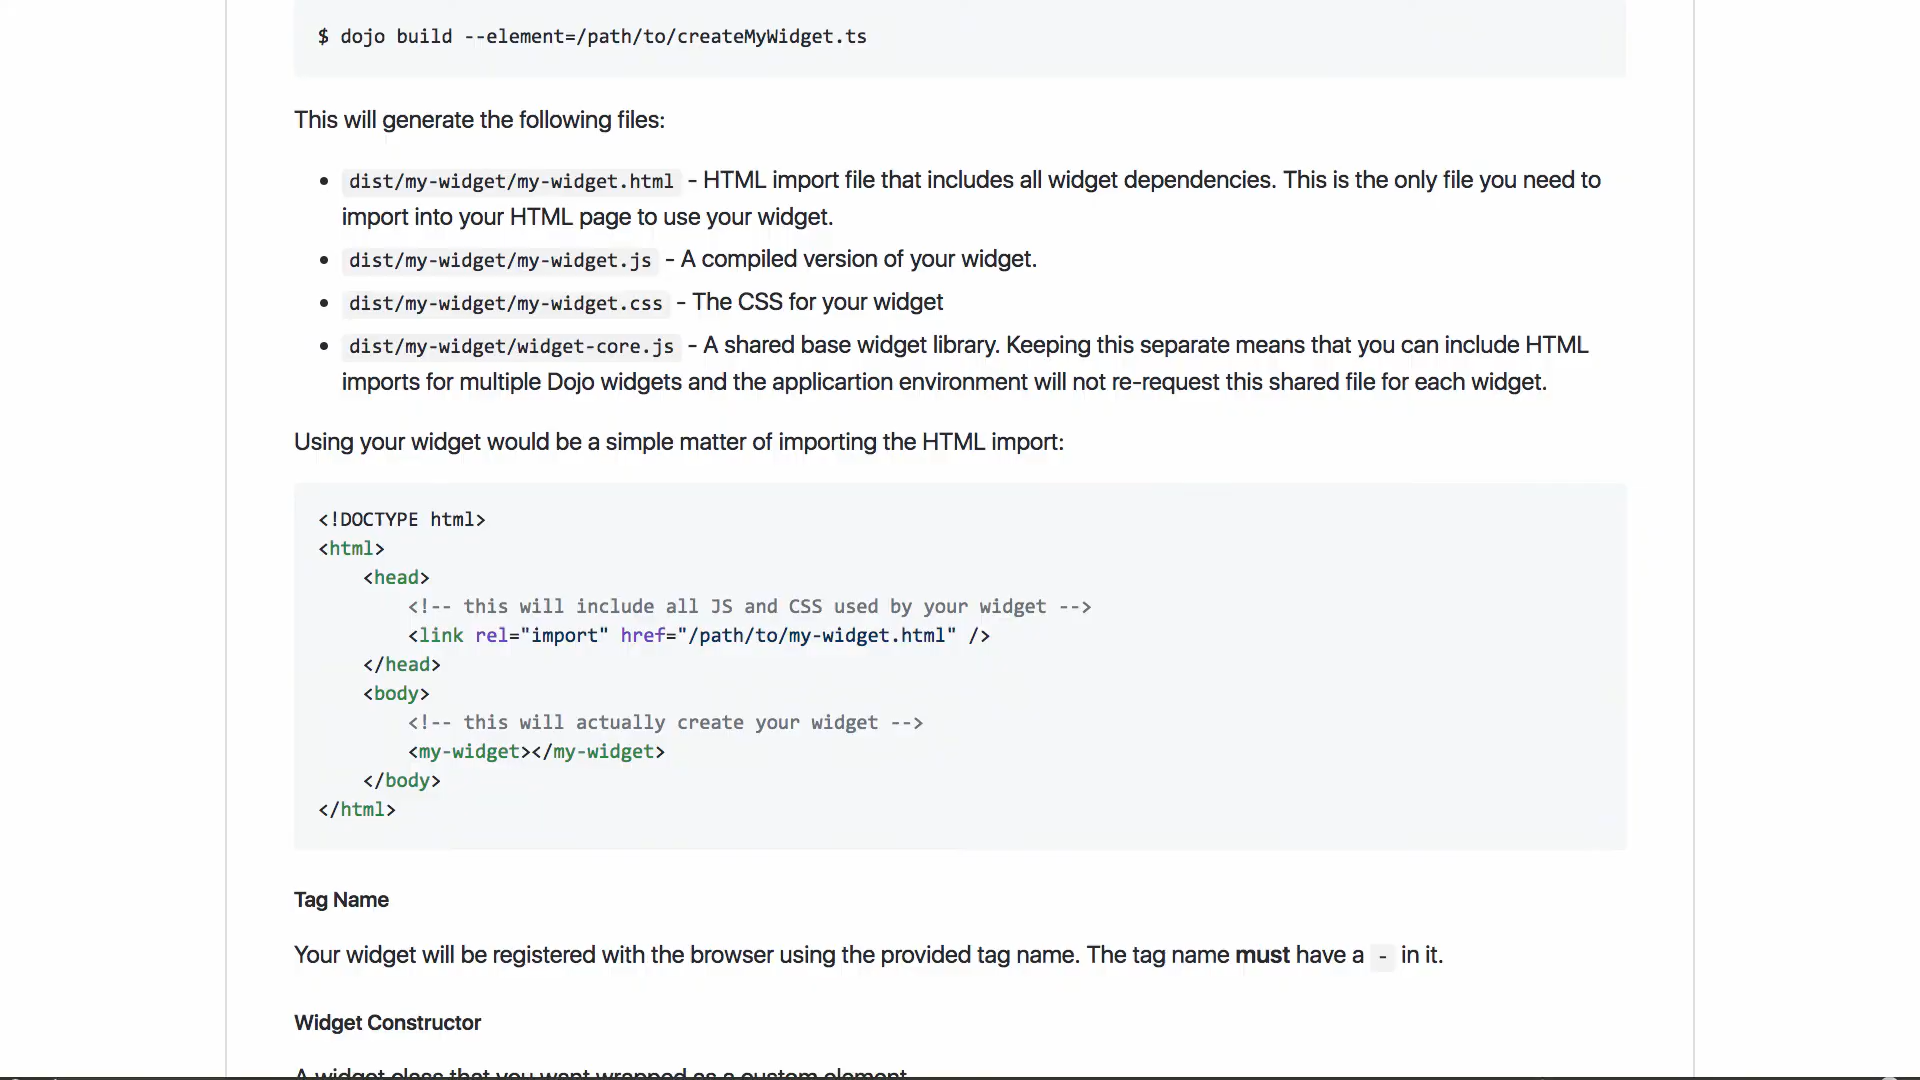 $ dojo build --element=/path/to/createMyWidget.ts
This will generate the following files:
• dist/my-widget/my-widget.html - HTML import file that includes all widget dependencies. This is the only file you need to
import into your HTML page to use your widget.
• dist/my-widget/my-widget.js - A compiled version of your widget.
• dist/my-widget/my-widget.css - The CSS for your widget
• dist/my-widget/widget-core.js - A shared base widget library. Keeping this separate means that you can include HTML
imports for multiple Dojo widgets and the applicartion environment will not re-request this shared file for each widget.
Using your widget would be a simple matter of importing the HTML import:
<!DOCTYPE html>
<html>
    <head>
        <!-- this will include all JS and CSS used by your widget -->
        <link rel="import" href="/path/to/my-widget.html" />
    </head>
    <body>
        <!-- this will actually create your widget -->
        <my-widget></my-widget>
    </body>
</html>
Tag Name
Your widget will be registered with the browser using the provided tag name. The tag name must have a - in it.
Widget Constructor
A widget class that you want wrapped as a custom element